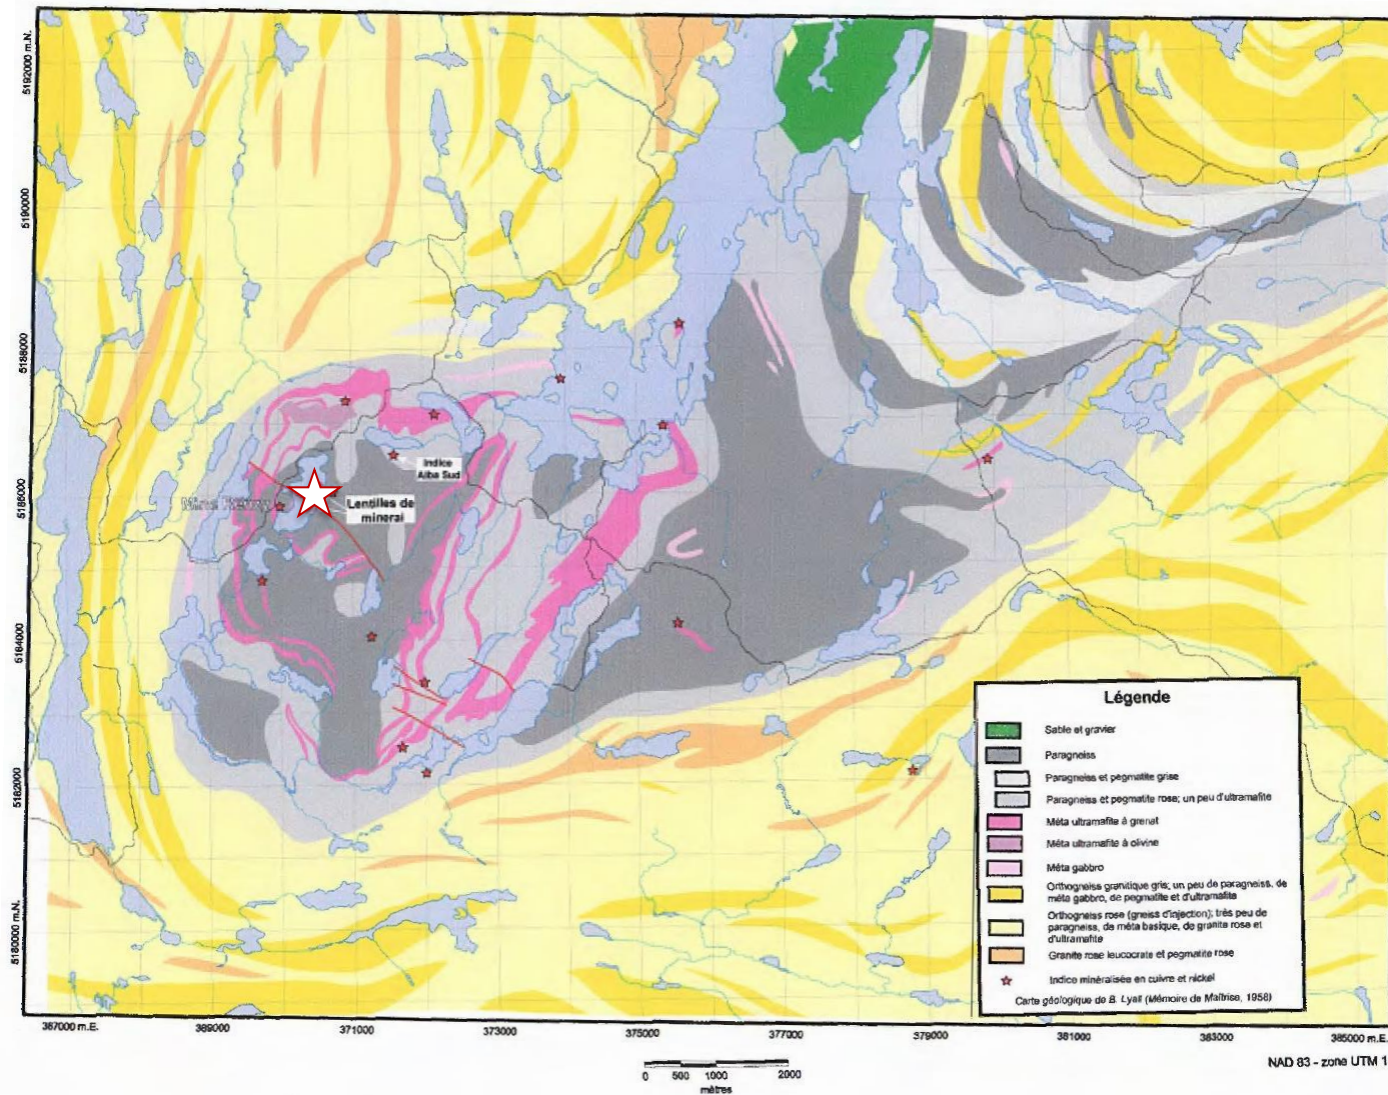 5192000 m.N.
5190000
5188000
5186000
5184000
5182000
5180000 m.N.
Indice
Alba Sud
Lentilles de
minerai
Légende
Sable et gravier
Paragneiss
Paragneiss et pegmatite grise
Paragneiss et pegmatite rose; un peu d'ultramafite
Méta ultramafite à grenat
Méta ultramafite à olivine
Méta gabbro
Orthogneiss granitique gris; un peu de paragneiss, de
méta gabbro, de pegmatite et d'ultramafite
Orthogneiss rose (gneiss d'injection); très peu de
paragneiss, de méta basique, de granite rose et
d'ultramafite
Granite rose leucocrate et pegmatite rose
Indice minéralisée en cuivre et nickel
Carte géologique de B. Lyall (Mémoire de Maîtrise, 1958)
367000 m.E.
369000
371000
373000
375000
377000
379000
381000
383000
385000 m.E.
0 500 1000 2000
mètres
NAD 83 - zone UTM 1